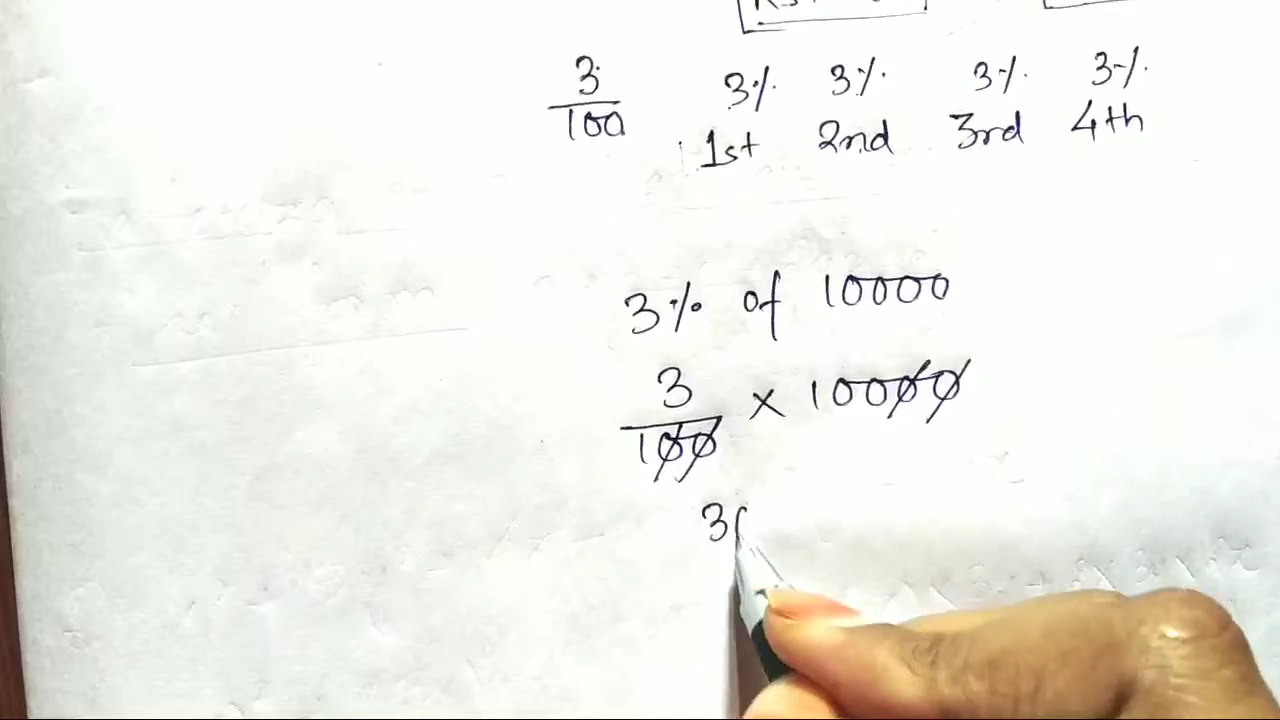 3/100 3% 3% 3% 3%
1st 2nd 3rd 4th
3% of 10000
3/100 × 10000
3